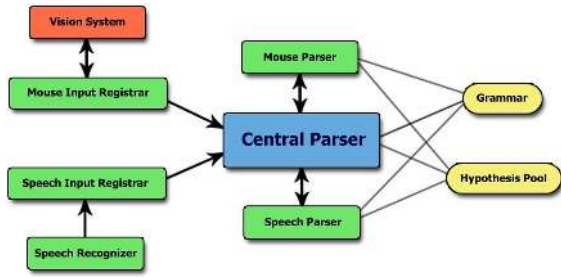 Vision System
Mouse Parser
Mouse Input Registrar
Grammar
Central Parser
Speech Input Registrar
Hypothesis Pool
Speech Parser
Speech Recognizer